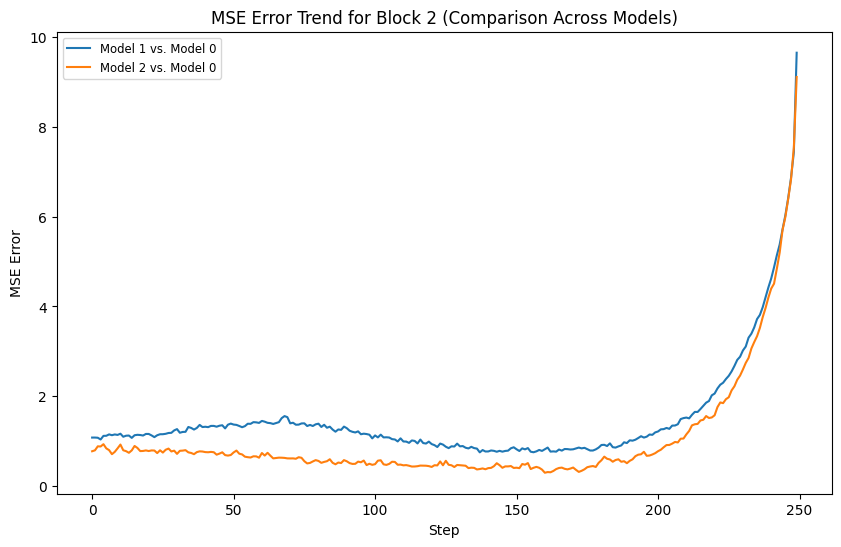 MSE Error Trend for Block 2 (Comparison Across Models)
Model 1 vs. Model 0
Model 2 vs. Model 0
MSE Error
10
8
6
4
2
0
0 50 100 150 200 250
Step